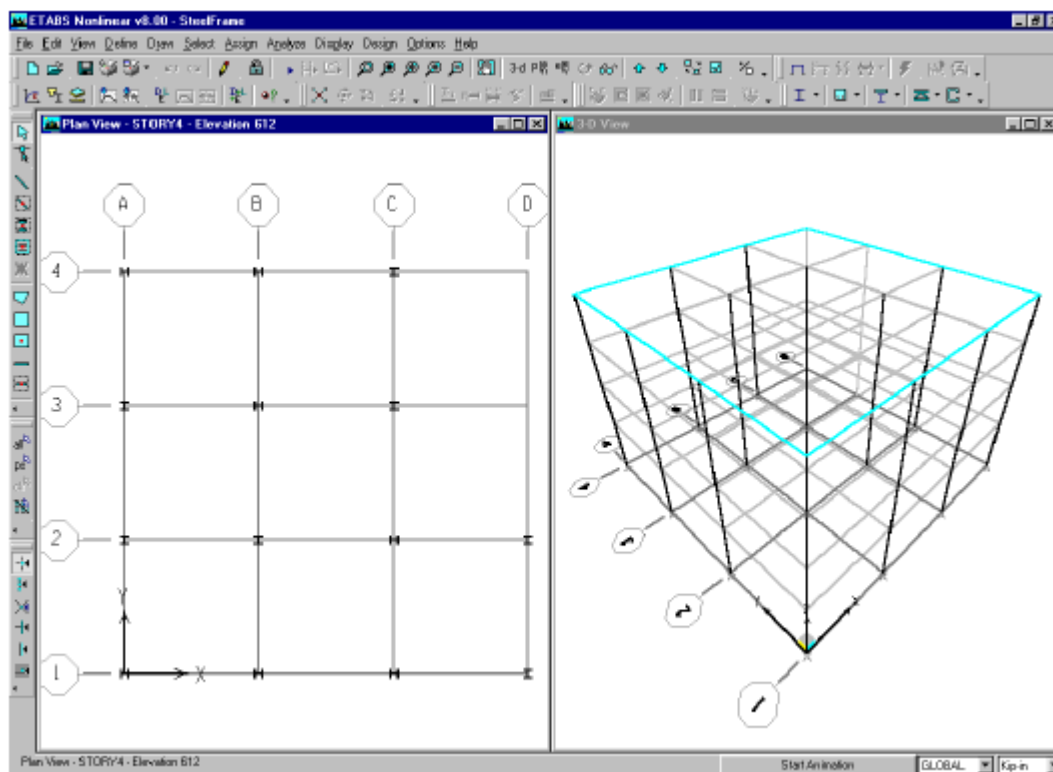 ETABS Nonlinear v8.00 - SteelFrame
File Edit View Define Draw Select Assign Analyze Display Design Options Help
3-d
Plan View - STORY4 - Elevation 612
3-D View
A B C D
4
3
2
1
Y
X
2
1
Plan View - STORY4 - Elevation 612
Start Animation
GLOBAL
Kip-in